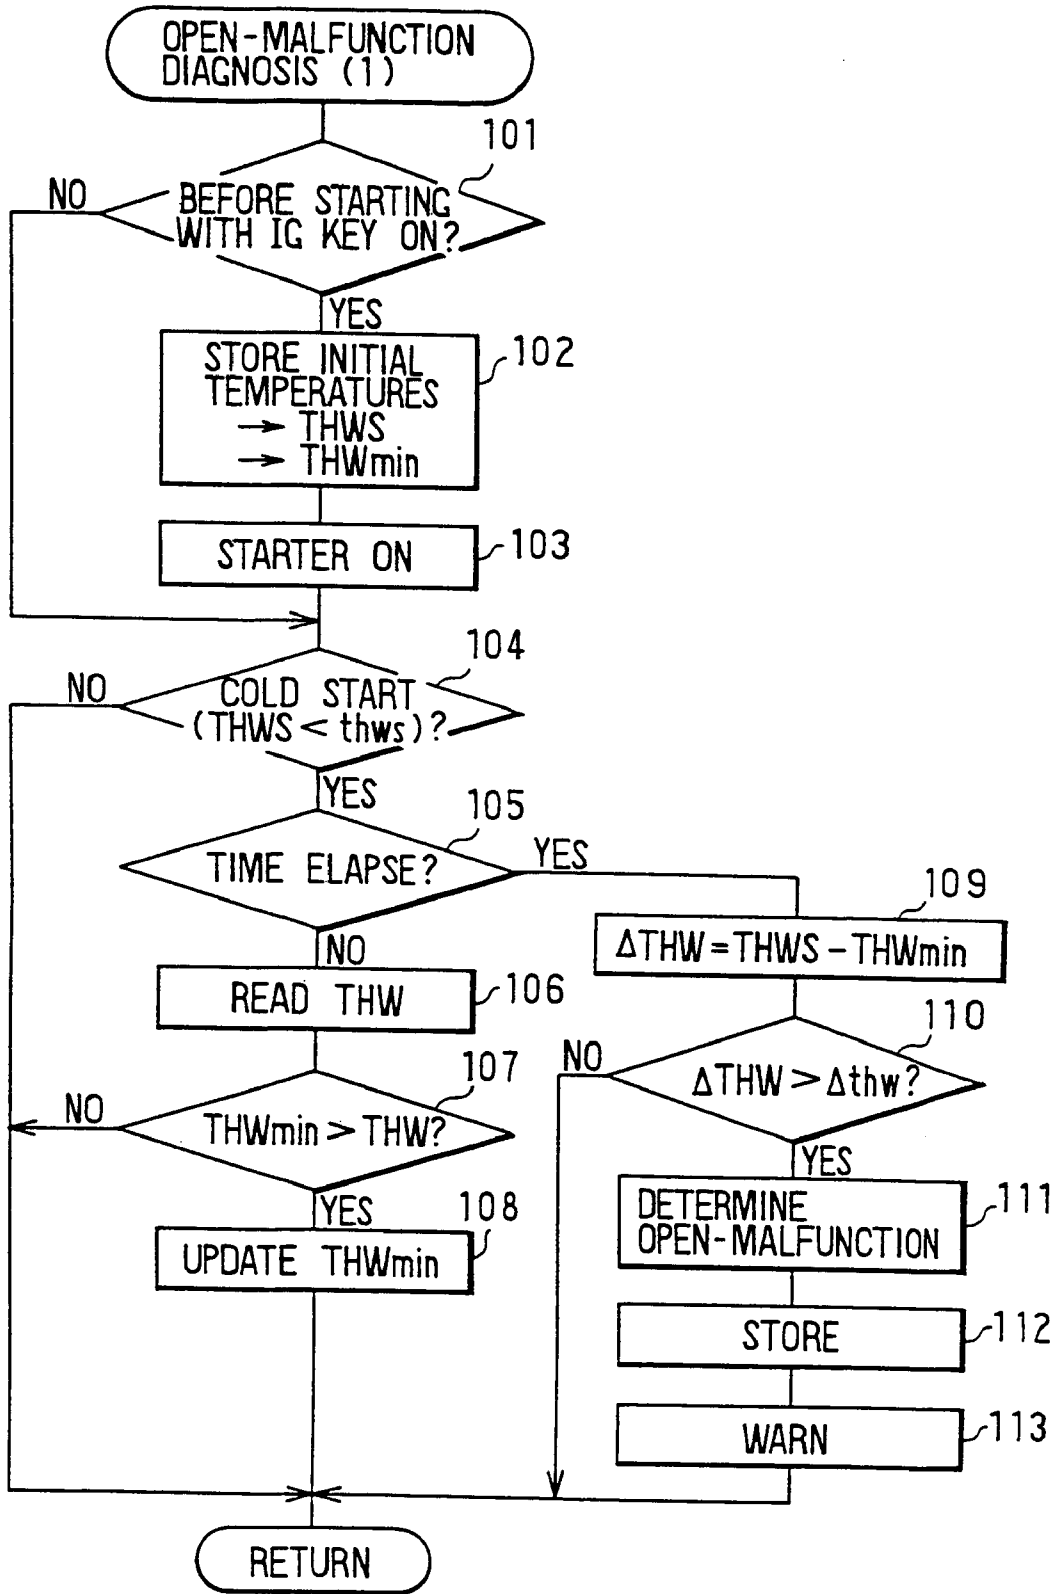 OPEN-MALFUNCTION
DIAGNOSIS (1)
101
NO
BEFORE STARTING
WITH IG KEY ON?
YES
102
STORE INITIAL
TEMPERATURES
→ THWS
→ THWmin
STARTER ON
103
104
NO
COLD START
(THWS < thws)?
YES
105
TIME ELAPSE?
YES
NO
109
ΔTHW = THWS - THWmin
READ THW
106
110
NO
ΔTHW > Δthw?
107
NO
THWmin > THW?
YES
YES
108
DETERMINE
OPEN-MALFUNCTION
111
UPDATE THWmin
STORE
112
WARN
113
RETURN